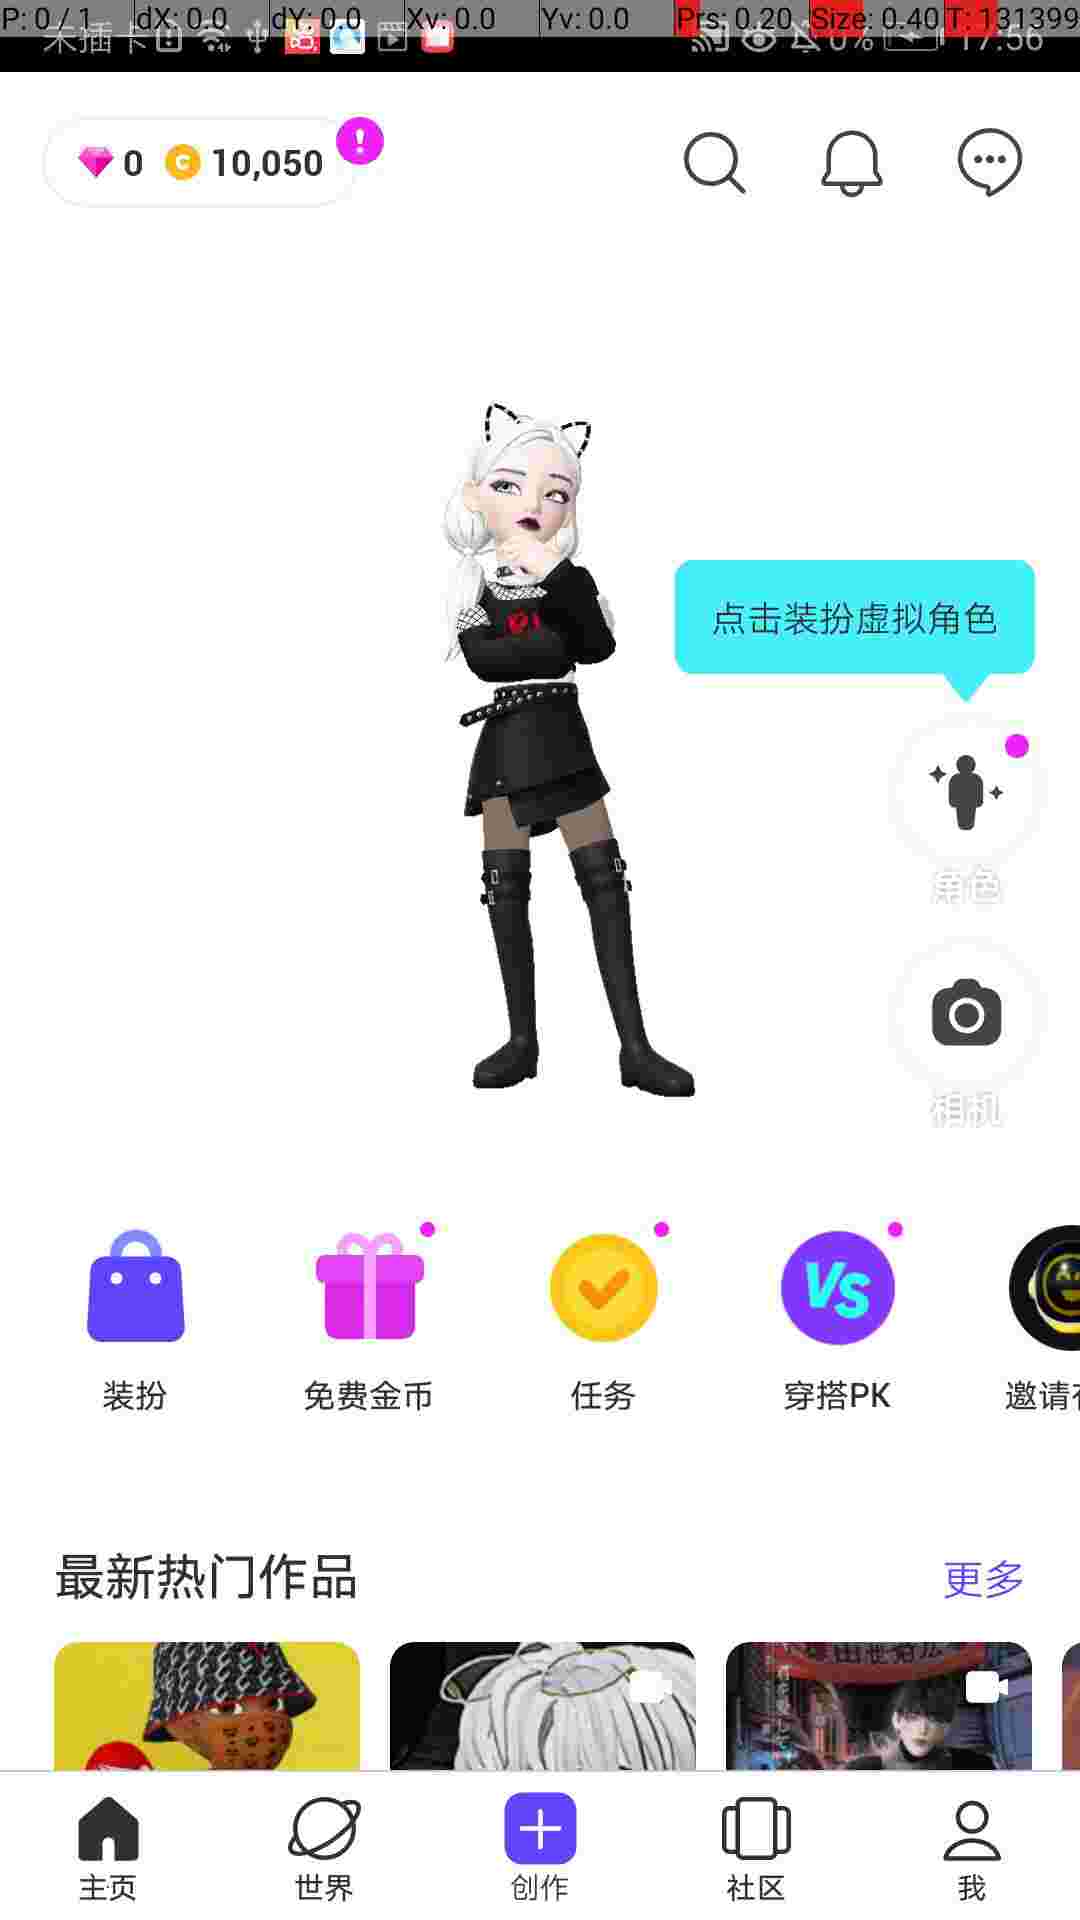 P: 0 / 1 dX: 0.0 dY: 0.0 Xv: 0.0 Yv: 0.0 Prs: 0.20 Size: 0.40 T: 131399
未插卡 0% 17:56
0 10,050
点击装扮虚拟角色
角色
相机
VS
装扮 免费金币 任务 穿搭PK 邀请
最新热门作品 更多
主页 世界 创作 社区 我